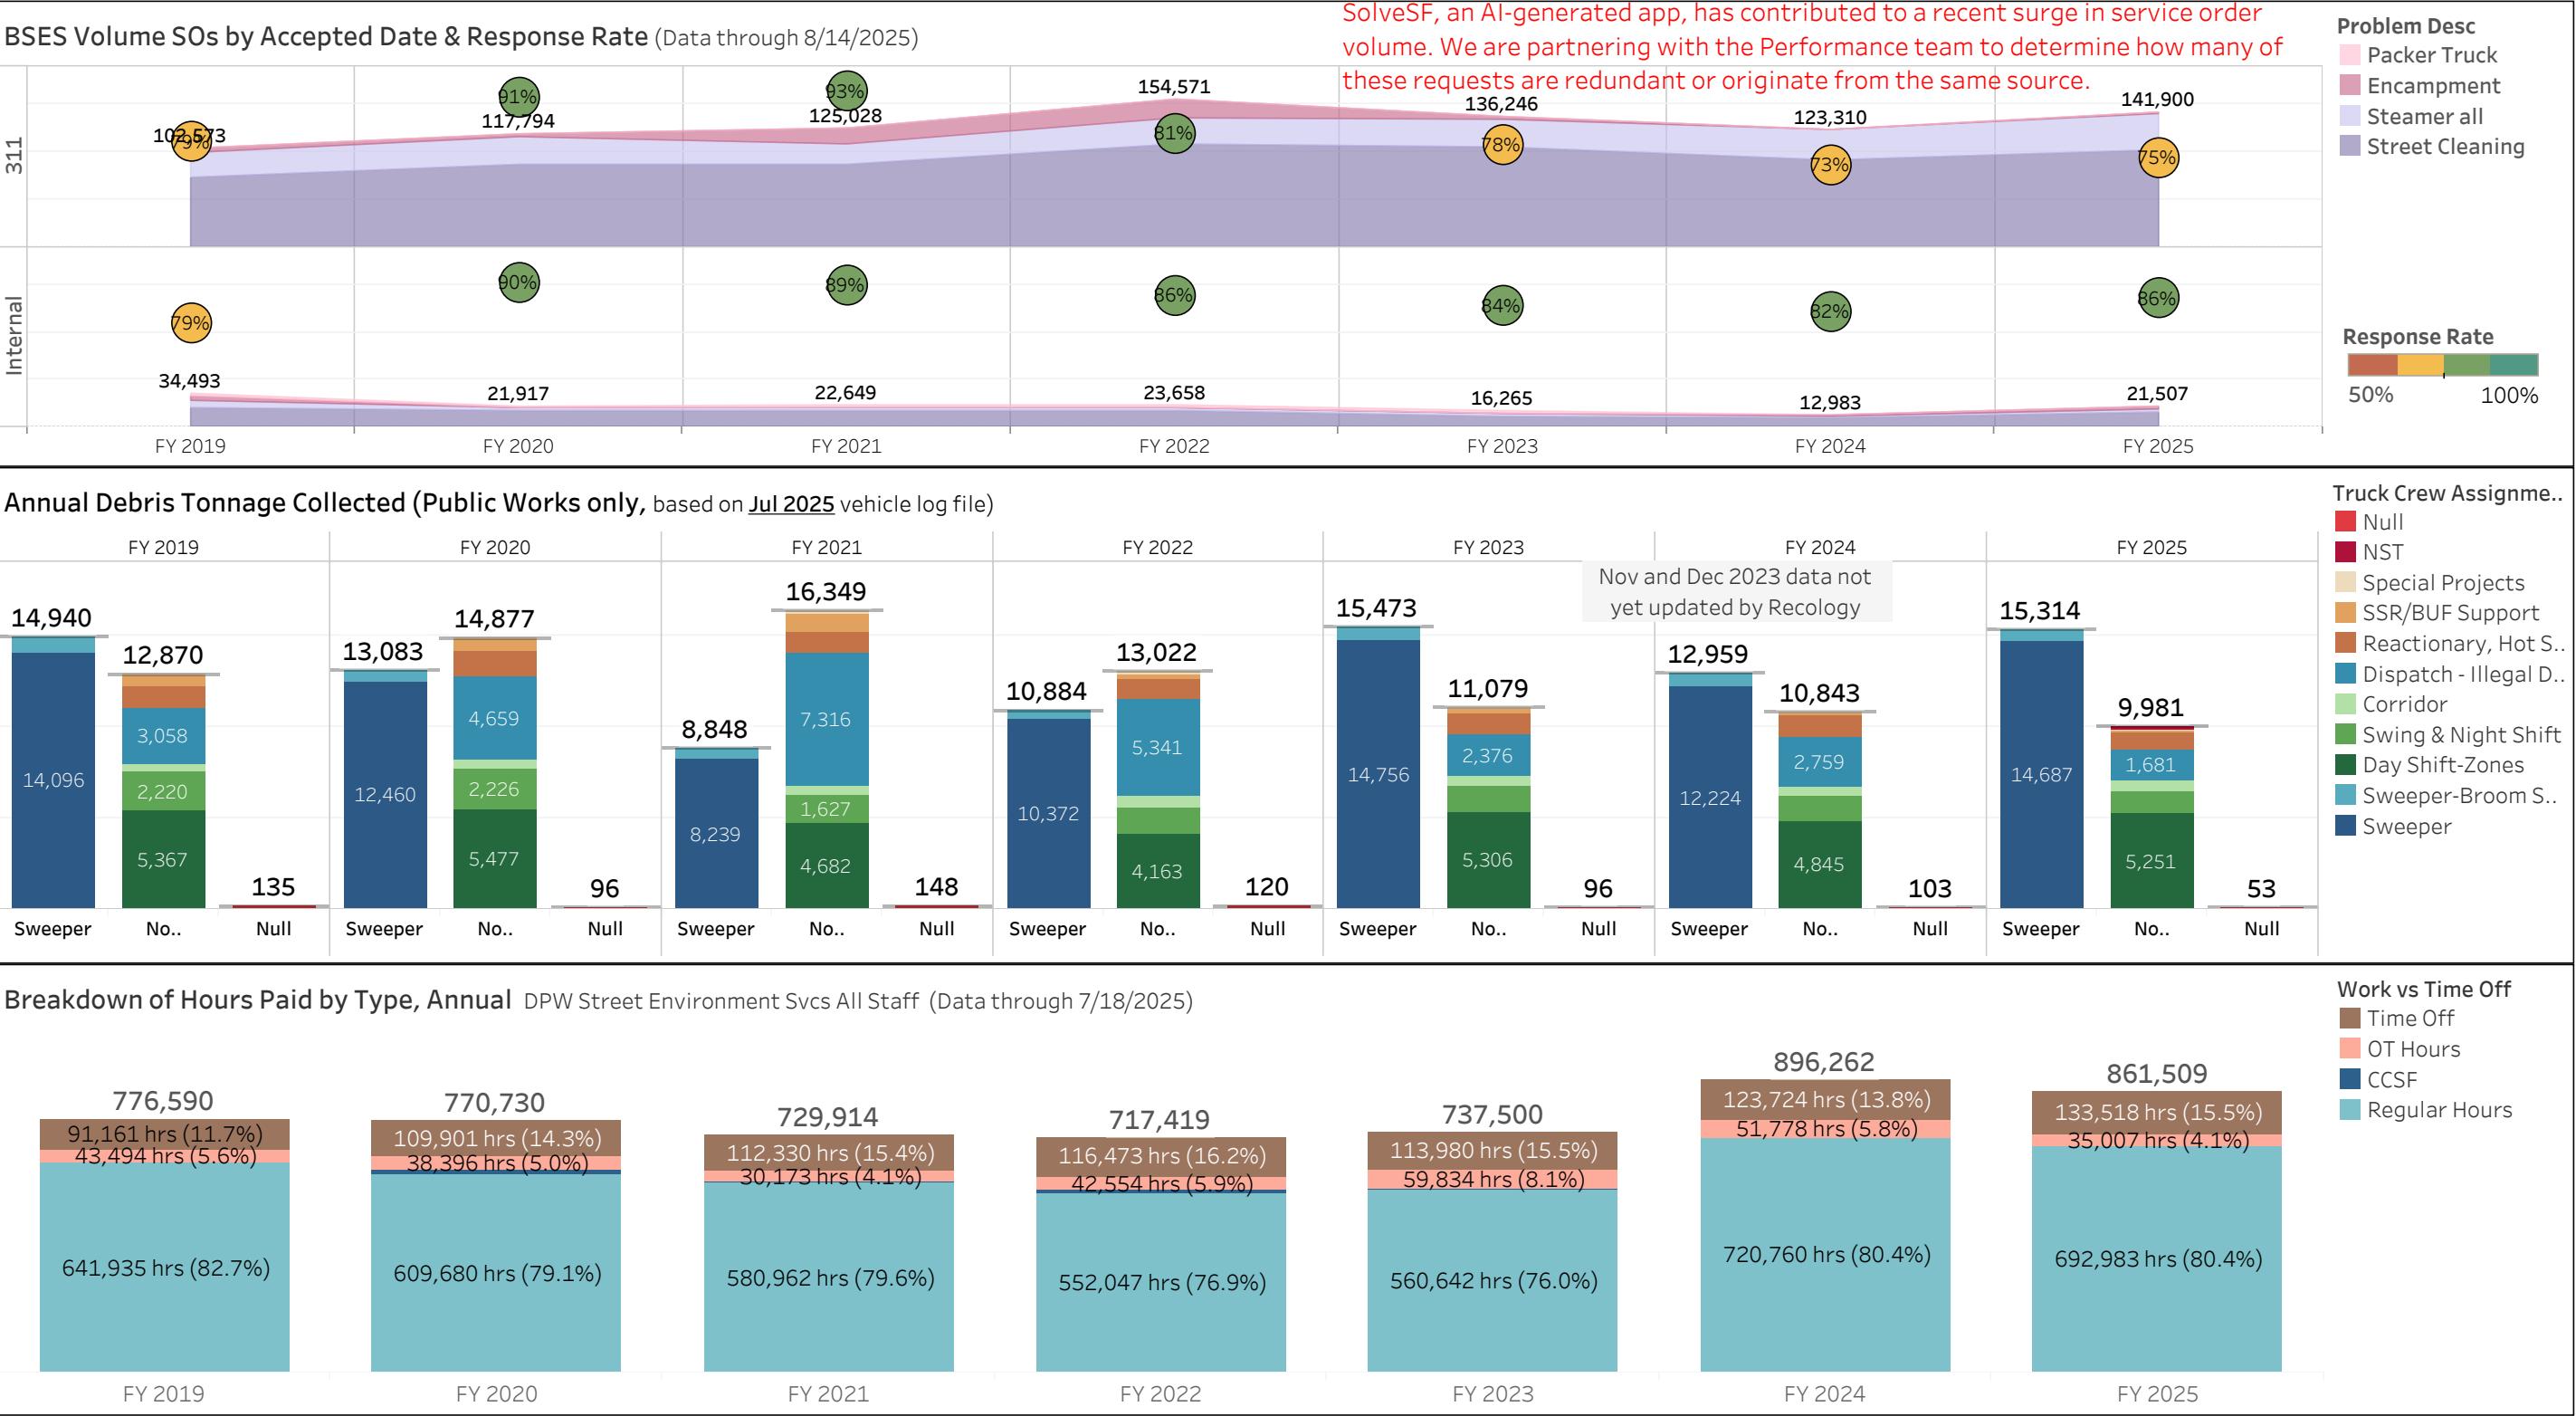 SolveSF, an AI-generated app, has contributed to a recent surge in service order
volume. We are partnering with the Performance team to determine how many of
these requests are redundant or originate from the same source.
BSES Volume SOs by Accepted Date & Response Rate (Data through 8/14/2025)
Problem Desc
Packer Truck
Encampment
Steamer all
Street Cleaning
311
102,573
79%
91%
117,794
93%
125,028
154,571
81%
136,246
78%
123,310
73%
141,900
75%
Internal
79%
34,493
90%
21,917
89%
22,649
86%
23,658
84%
16,265
82%
12,983
86%
21,507
Response Rate
50% 100%
FY 2019 FY 2020 FY 2021 FY 2022 FY 2023 FY 2024 FY 2025
Annual Debris Tonnage Collected (Public Works only, based on Jul 2025 vehicle log file)
FY 2019 FY 2020 FY 2021 FY 2022 FY 2023 FY 2024 FY 2025
Nov and Dec 2023 data not
yet updated by Recology
14,940
14,096
12,870
3,058
2,220
5,367
135
13,083
12,460
14,877
4,659
2,226
5,477
96
8,848
8,239
16,349
7,316
1,627
4,682
148
10,884
10,372
13,022
5,341
4,163
120
15,473
14,756
11,079
2,376
5,306
96
12,959
12,224
10,843
2,759
4,845
103
15,314
14,687
9,981
1,681
5,251
53
Sweeper No.. Null Sweeper No.. Null Sweeper No.. Null Sweeper No.. Null Sweeper No.. Null Sweeper No.. Null Sweeper No.. Null
Truck Crew Assignme..
Null
NST
Special Projects
SSR/BUF Support
Reactionary, Hot S..
Dispatch - Illegal D..
Corridor
Swing & Night Shift
Day Shift-Zones
Sweeper-Broom S..
Sweeper
Breakdown of Hours Paid by Type, Annual DPW Street Environment Svcs All Staff (Data through 7/18/2025)
Work vs Time Off
Time Off
OT Hours
CCSF
Regular Hours
776,590
91,161 hrs (11.7%)
43,494 hrs (5.6%)
641,935 hrs (82.7%)
770,730
109,901 hrs (14.3%)
38,396 hrs (5.0%)
609,680 hrs (79.1%)
729,914
112,330 hrs (15.4%)
30,173 hrs (4.1%)
580,962 hrs (79.6%)
717,419
116,473 hrs (16.2%)
42,554 hrs (5.9%)
552,047 hrs (76.9%)
737,500
113,980 hrs (15.5%)
59,834 hrs (8.1%)
560,642 hrs (76.0%)
896,262
123,724 hrs (13.8%)
51,778 hrs (5.8%)
720,760 hrs (80.4%)
861,509
133,518 hrs (15.5%)
35,007 hrs (4.1%)
692,983 hrs (80.4%)
FY 2019 FY 2020 FY 2021 FY 2022 FY 2023 FY 2024 FY 2025